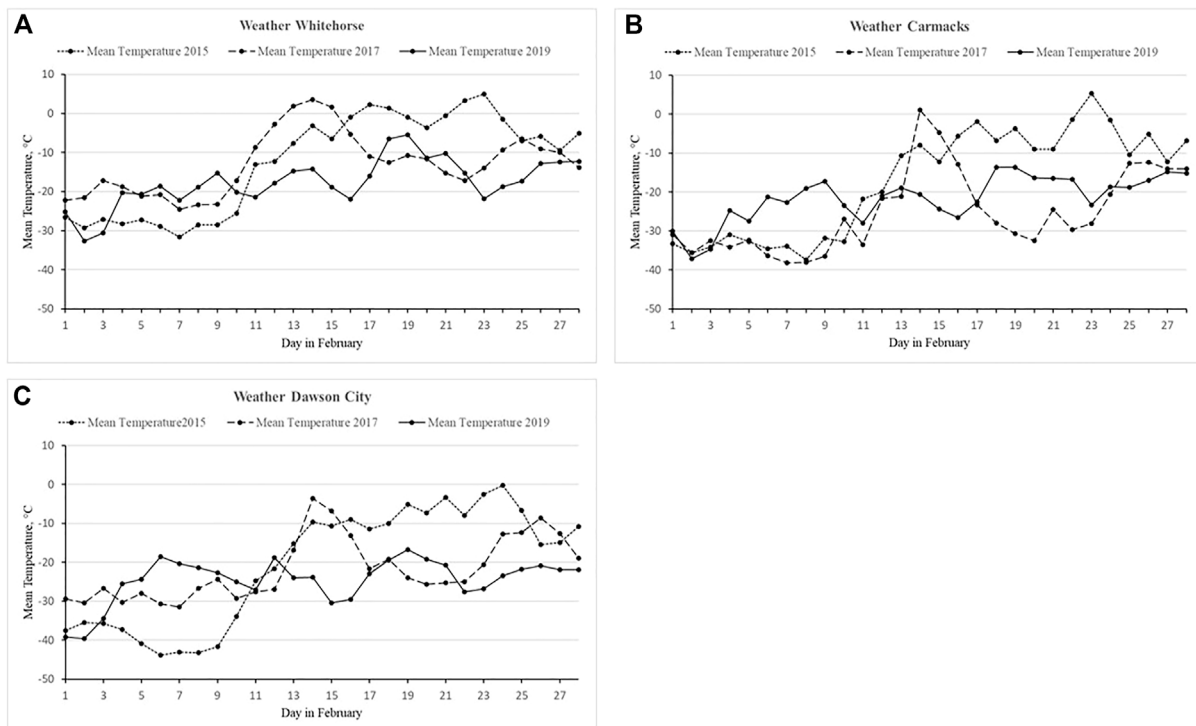 A
Weather Whitehorse
Mean Temperature 2015 Mean Temperature 2017 Mean Temperature 2019
Mean Temperature, °C
10
0
-10
-20
-30
-40
-50
1 3 5 7 9 11 13 15 17 19 21 23 25 27
Day in February
B
Weather Carmacks
Mean Temperature 2015 Mean Temperature 2017 Mean Temperature 2019
Mean Temperature, °C
10
0
-10
-20
-30
-40
-50
1 3 5 7 9 11 13 15 17 19 21 23 25 27
Day in February
C
Weather Dawson City
Mean Temperature2015 Mean Temperature 2017 Mean Temperature 2019
Mean Temperature, °C
10
0
-10
-20
-30
-40
-50
1 3 5 7 9 11 13 15 17 19 21 23 25 27
Day in February